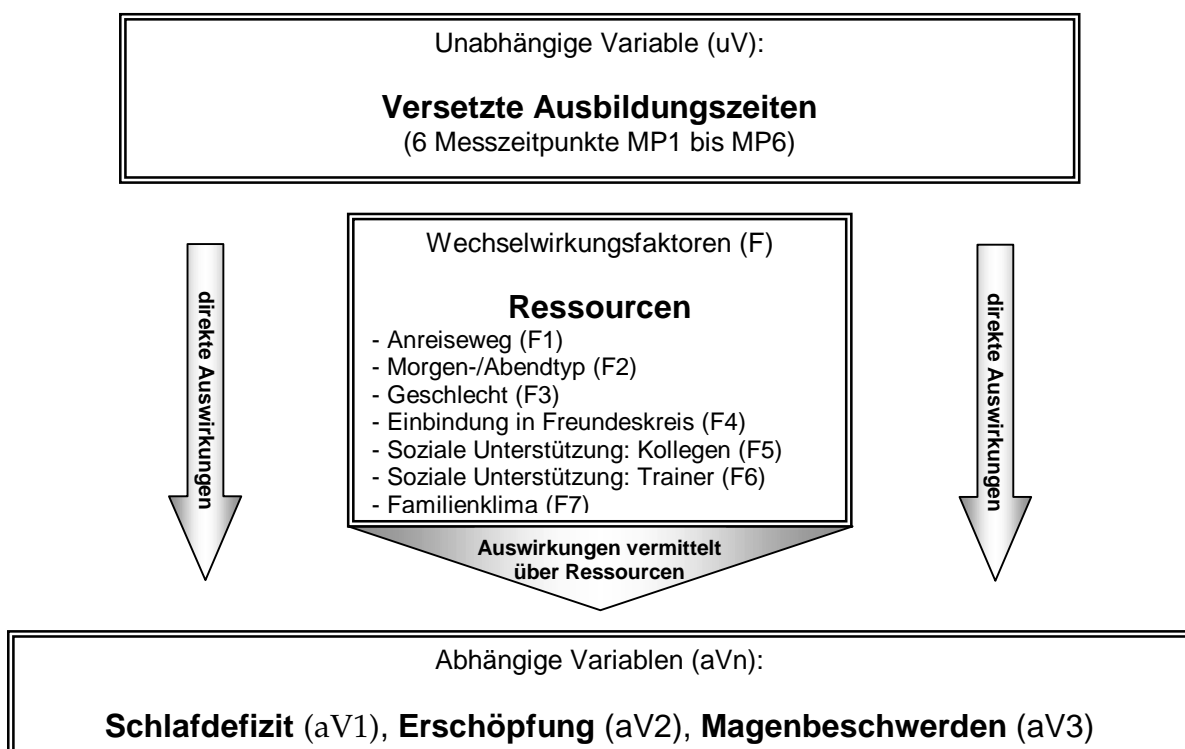 Unabhängige Variable (uV):
Versetzte Ausbildungszeiten
(6 Messzeitpunkte MP1 bis MP6)
direkte Auswirkungen
Wechselwirkungsfaktoren (F)
Ressourcen
- Anreiseweg (F1)
- Morgen-/Abendtyp (F2)
- Geschlecht (F3)
- Einbindung in Freundeskreis (F4)
- Soziale Unterstützung: Kollegen (F5)
- Soziale Unterstützung: Trainer (F6)
- Familienklima (F7)
Auswirkungen vermittelt
über Ressourcen
direkte Auswirkungen
Abhängige Variablen (aVn):
Schlafdefizit (aV1), Erschöpfung (aV2), Magenbeschwerden (aV3)